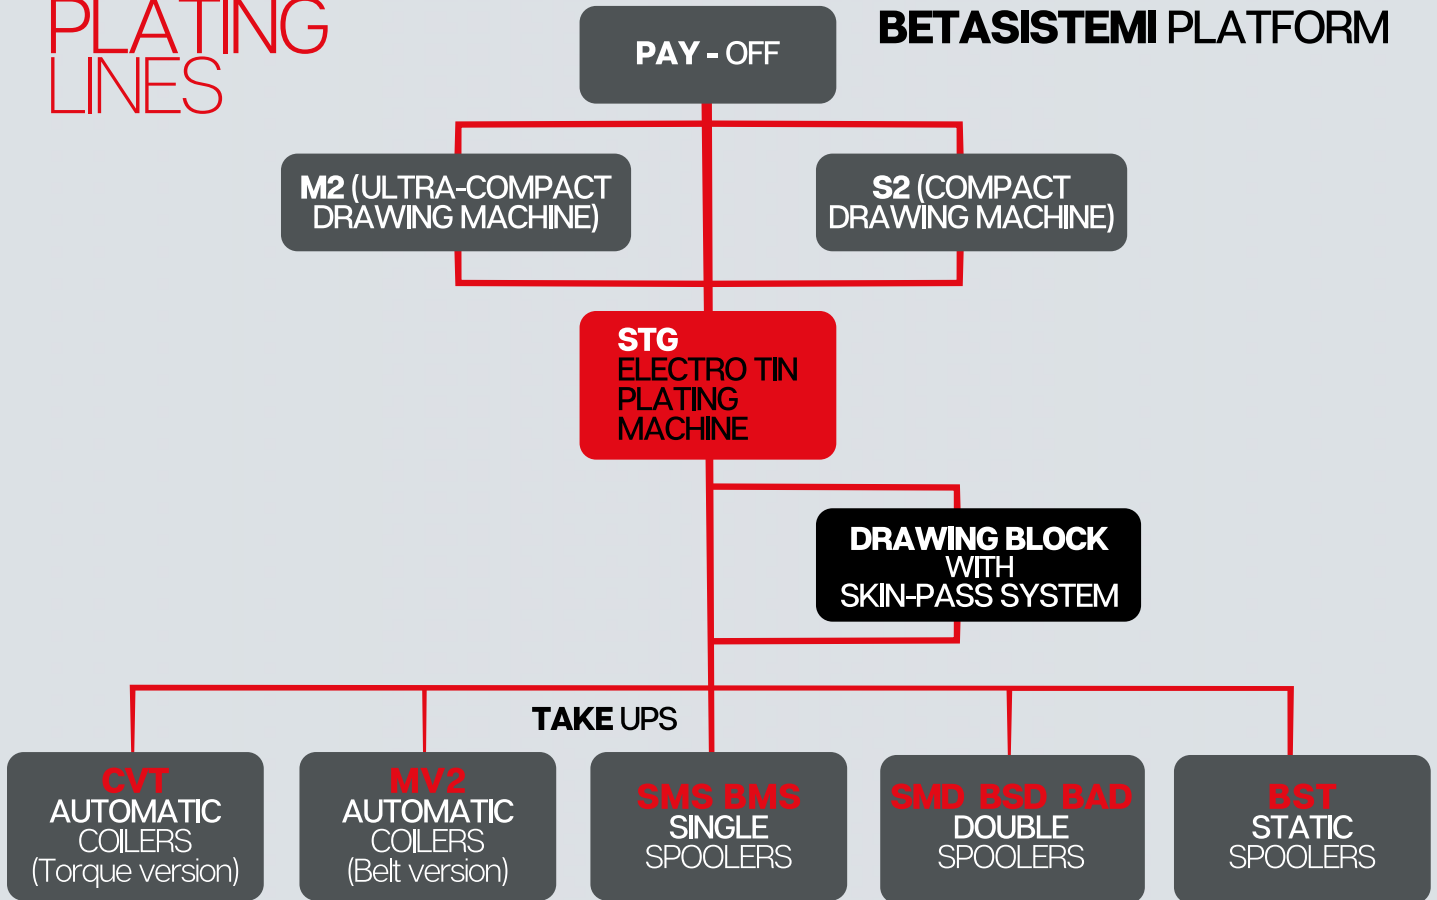 PLATING
LINES
BETASISTEMI PLATFORM
PAY - OFF
M2 (ULTRA-COMPACT
DRAWING MACHINE)
S2 (COMPACT
DRAWING MACHINE)
STG
ELECTRO TIN
PLATING
MACHINE
DRAWING BLOCK
WITH
SKIN-PASS SYSTEM
TAKE UPS
CVT
AUTOMATIC
COILERS
(Torque version)
MV2
AUTOMATIC
COILERS
(Belt version)
SMS BMS
SINGLE
SPOOLERS
SMD BSD BAD
DOUBLE
SPOOLERS
BST
STATIC
SPOOLERS